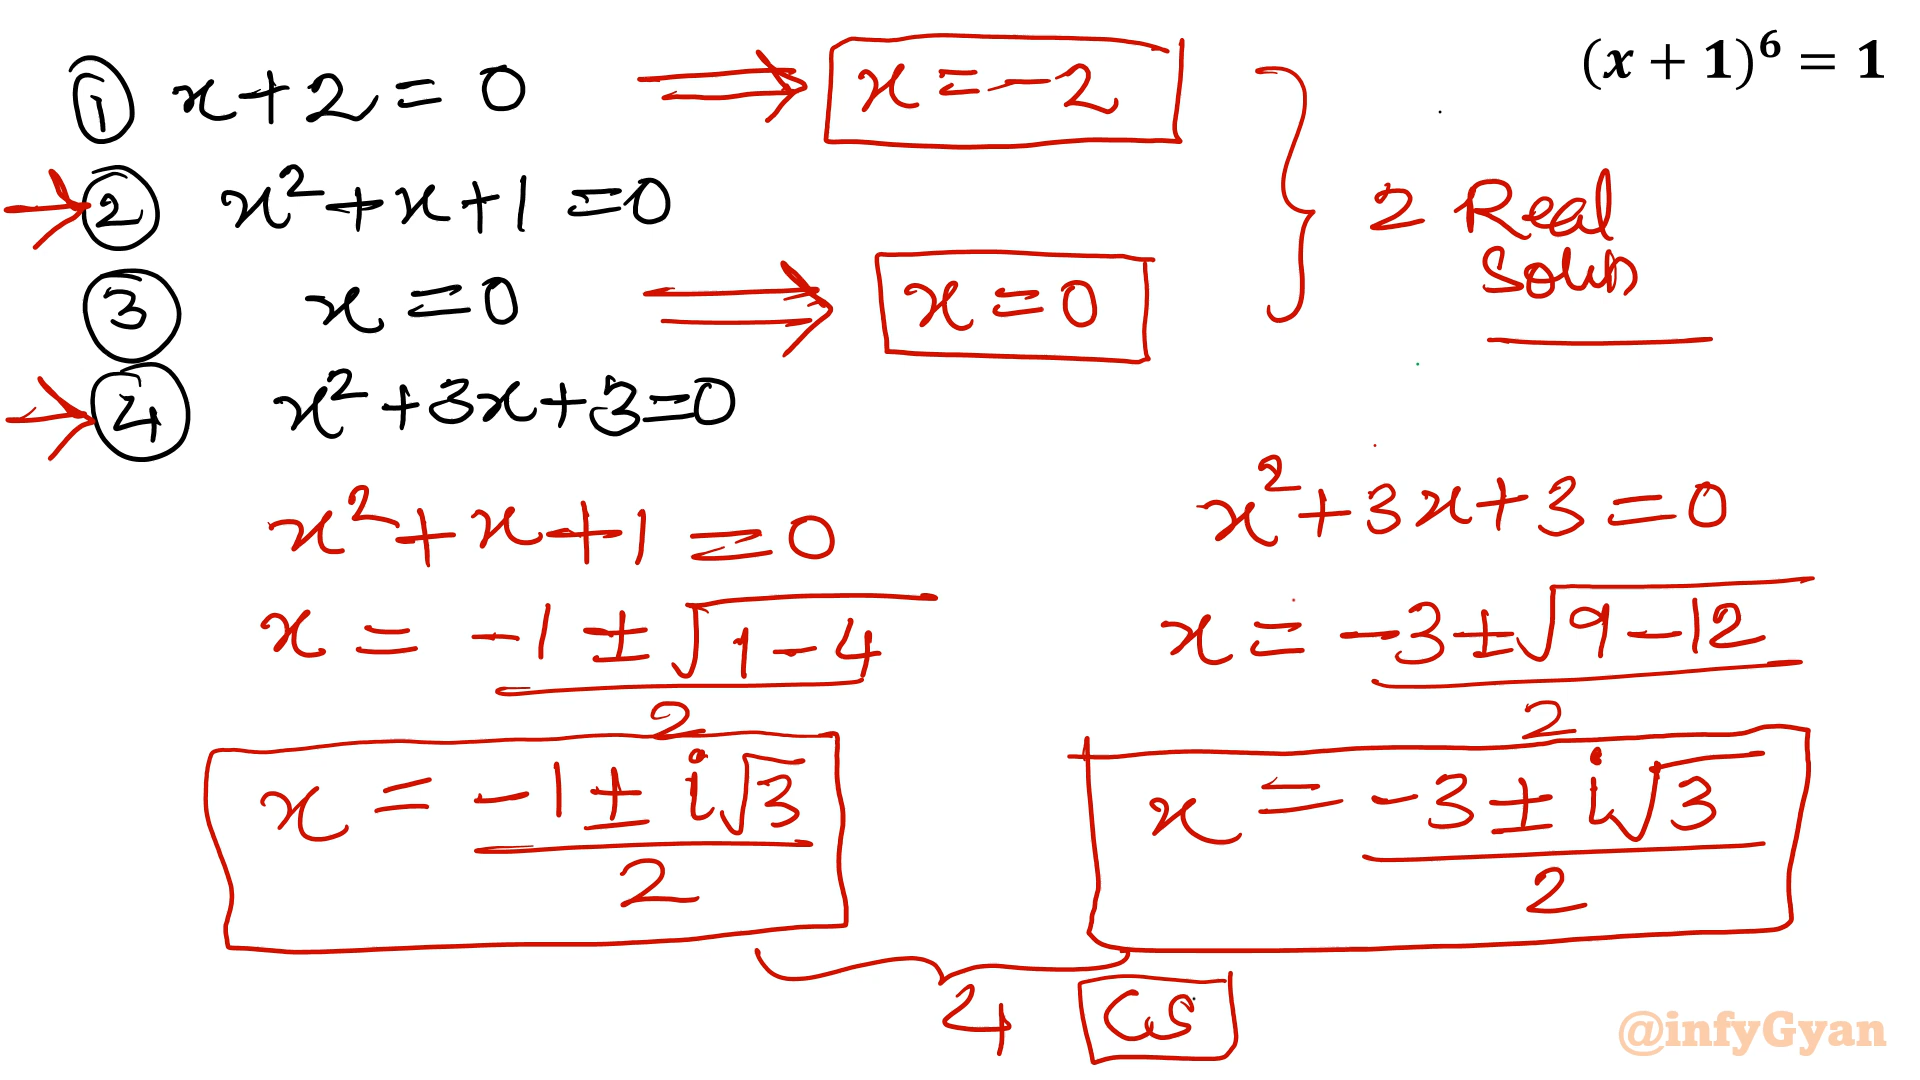 (x + 1)⁶ = 1
① x+2 = 0 ⟹ x = -2
② x²+x+1 = 0
③ x = 0 ⟹ x = 0
2 Real
Soln
④ x²+3x+3=0
x²+x+1 = 0
x = (-1 ± √(1-4))/2
x = (-1 ± i√3)/2
x²+3x+3 = 0
x = (-3 ± √(9-12))/2
x = (-3 ± i√3)/2
4 CS
@infyGyan